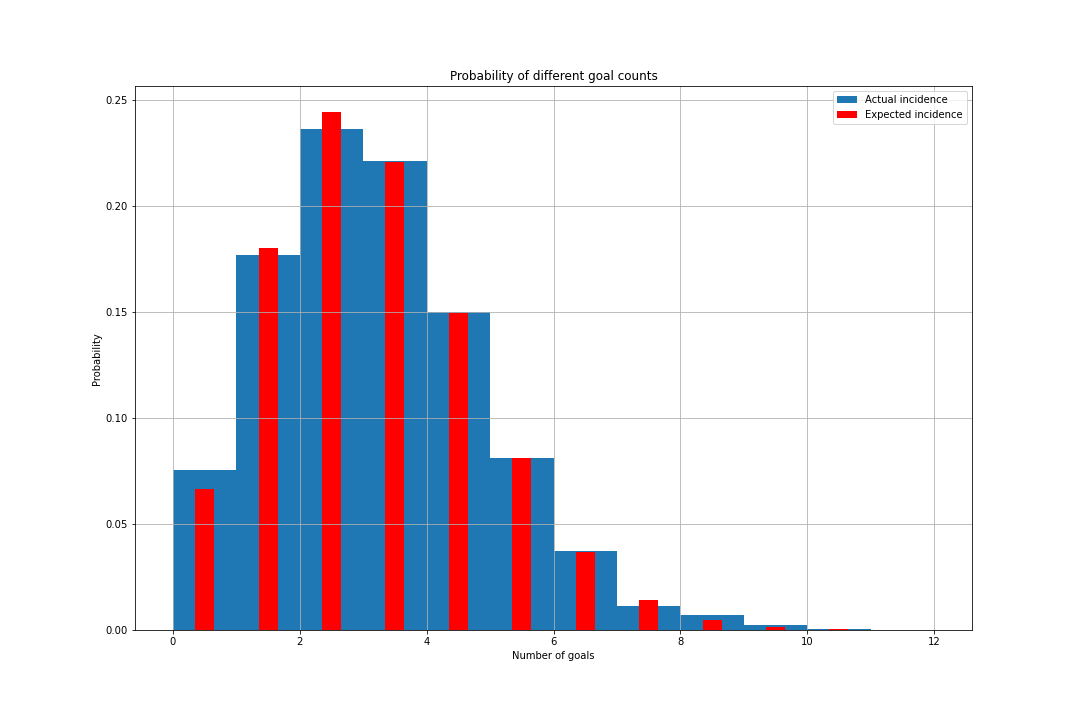 Probability of different goal counts
Actual incidence
Expected incidence
0.25
0.20
0.15
0.10
0.05
0.00
Probability
0 2 4 6 8 10 12
Number of goals